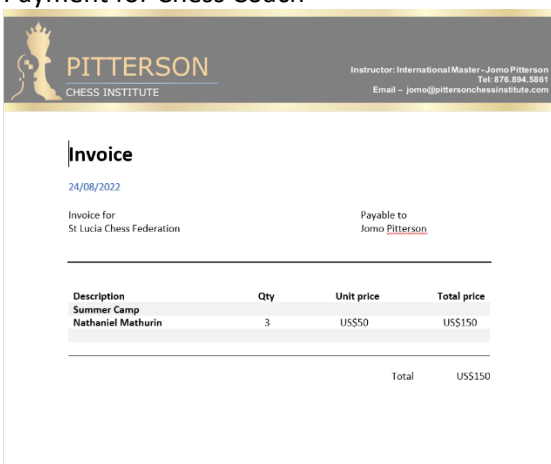 Payment for Chess Coach
PITTERSON
CHESS INSTITUTE
Instructor: International Master - Jomo Pitterson
Tel: 876.894.5861
Email – jomo@pittersonchessinstitute.com
Invoice
24/08/2022
Invoice for
St Lucia Chess Federation
Payable to
Jomo Pitterson
Description Qty Unit price Total price
Summer Camp
Nathaniel Mathurin 3 US$50 US$150
Total US$150